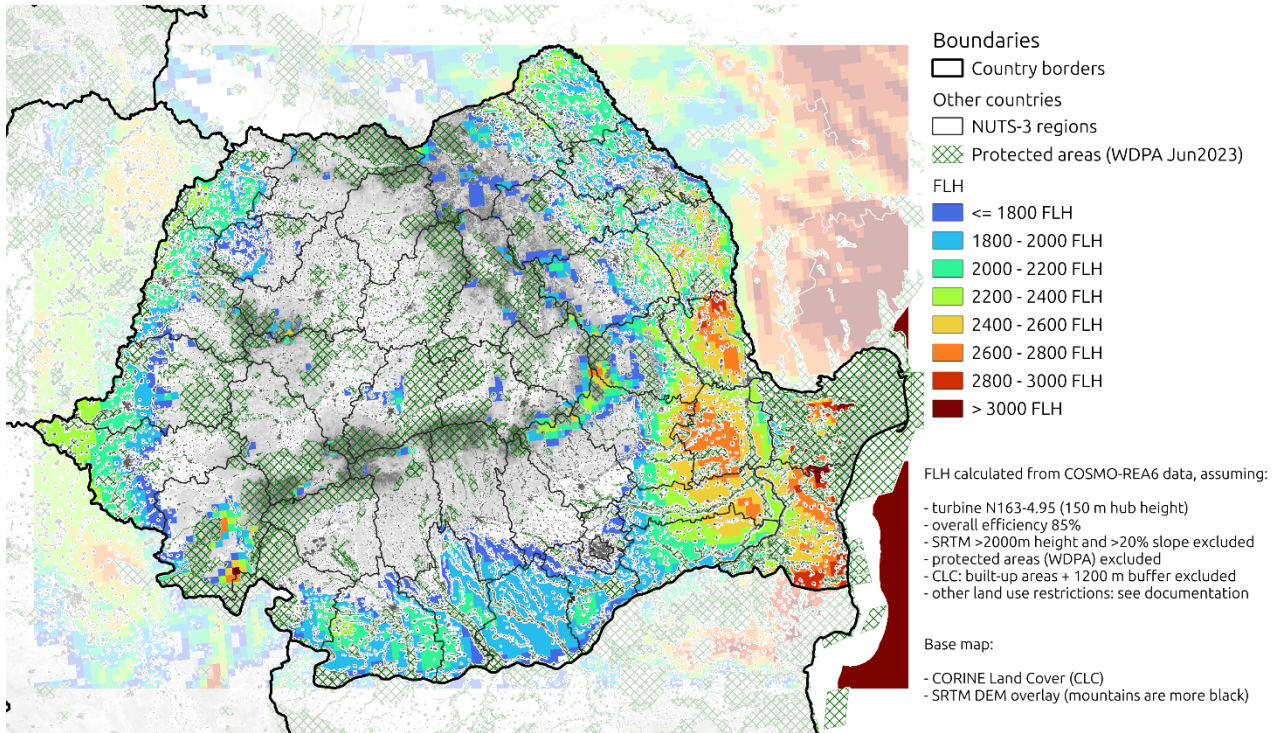 Boundaries
Country borders
Other countries
NUTS-3 regions
Protected areas (WDPA Jun2023)
FLH
<= 1800 FLH
1800 - 2000 FLH
2000 - 2200 FLH
2200 - 2400 FLH
2400 - 2600 FLH
2600 - 2800 FLH
2800 - 3000 FLH
> 3000 FLH
FLH calculated from COSMO-REA6 data, assuming:
- turbine N163-4.95 (150 m hub height)
- overall efficiency 85%
- SRTM >2000m height and >20% slope excluded
- protected areas (WDPA) excluded
- CLC: built-up areas + 1200 m buffer excluded
- other land use restrictions: see documentation
Base map:
- CORINE Land Cover (CLC)
- SRTM DEM overlay (mountains are more black)